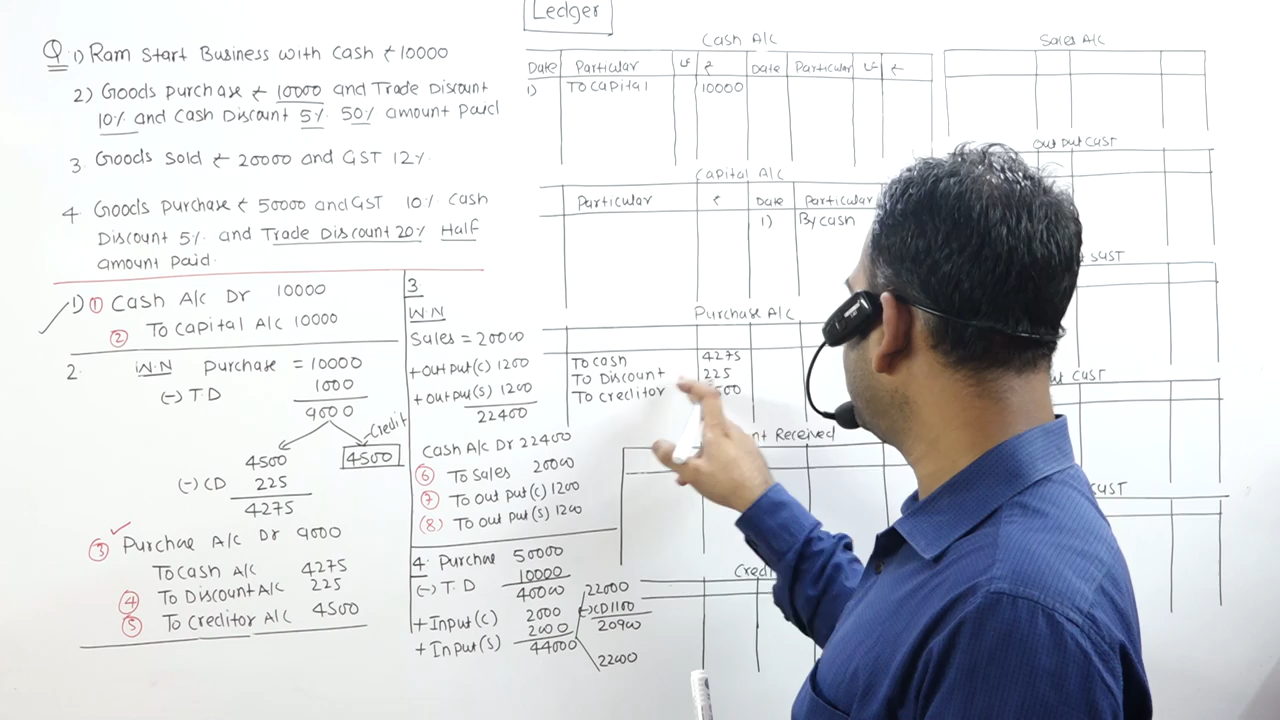 Ledger
Q. 1) Ram Start Business with Cash ₹ 10000
2) Goods purchase ₹ 10000 and Trade Discount
10% and Cash Discount 5% 50% amount Paid
3. Goods Sold ₹ 20000 and GST 12%.
4. Goods Purchase ₹ 50000 and GST 10% Cash
Discount 5% and Trade Discount 20% Half
amount Paid.
1) ① Cash A/c Dr 10000
② To Capital A/c 10000
2. W.N Purchase = 10000
(-) T.D 1000
9000
Credit
4500 4500
(-) CD 225
4275
③ Purchae A/c Dr 9000
To Cash A/c 4275
④ To Discount A/c 225
⑤ To creditor A/c 4500
3.
W.N
Sales = 20000
+ out put (c) 1200
+ out put (s) 1200
22400
Cash A/c Dr 22400
⑥ To Sales 20000
⑦ To out put (c) 1200
(8) To out put (s) 1200
4. Purchae 50000
(-) T.D 10000
40000
+ Input (c) 2000
+ Input (s) 2000
44000
22000
(-) CD 1100
20900
22000
Cash A/c
Date Particular LF ₹ Date Particular LF ₹
1) To Capital 10000
Capital A/c
Particular ₹ Date Particular
1) By cash
Purchase A/c
To cash 4275
To Discount 225
To creditor
Received
Sales A/c
out put CGST